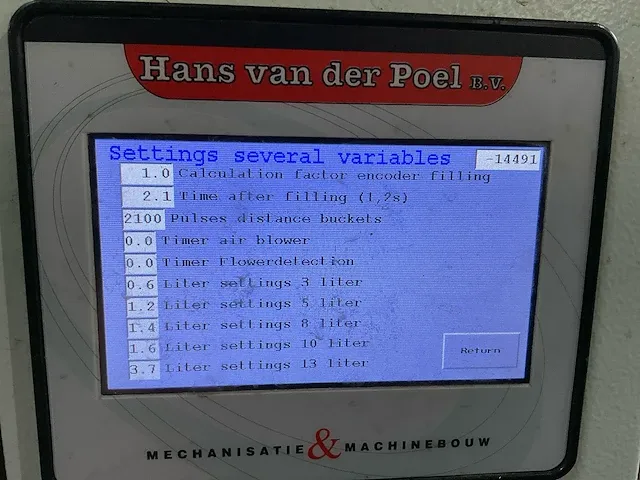 Hans van der Poel B.V.
Settings several variables -14491
1.0 Calculation factor encoder filling
2.1 Time after filling (1,2s)
2100 Pulses distance buckets
0.0 Timer air blower
0.0 Timer Flowerdetection
0.6 Liter settings 3 liter
1.2 Liter settings 5 liter
1.4 Liter settings 8 liter
1.6 Liter settings 10 liter
3.7 Liter settings 13 liter
Return
MECHANISATIE & MACHINEBOUW